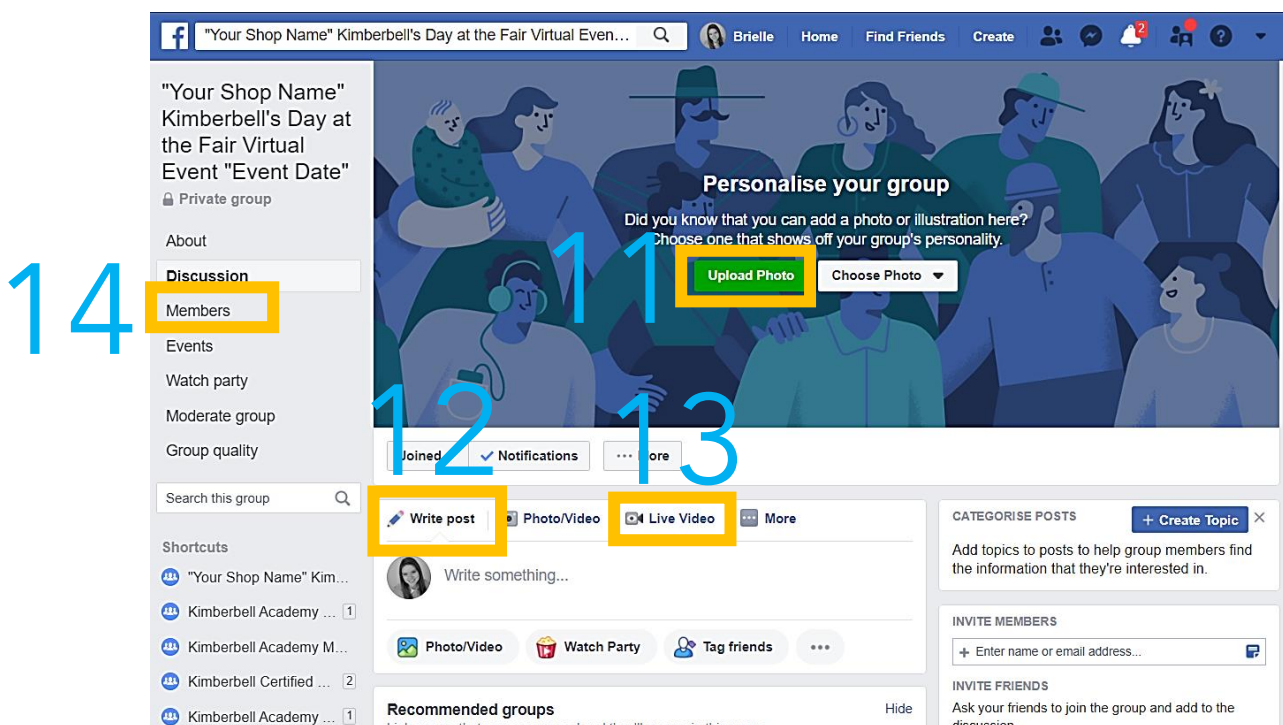 "Your Shop Name" Kimberbell's Day at the Fair Virtual Even...
Brielle
Home
Find Friends
Create
2
"Your Shop Name"
Kimberbell's Day at
the Fair Virtual
Event "Event Date"
Private group
About
Discussion
Members
Events
Watch party
Moderate group
Group quality
Search this group
Shortcuts
"Your Shop Name" Kim...
Kimberbell Academy ... 1
Kimberbell Academy M...
Kimberbell Certified ... 2
Kimberbell Academy ... 1
14
Personalise your group
Did you know that you can add a photo or illustration here?
Choose one that shows off your group's personality.
11
Upload Photo
Choose Photo
12
13
Joined
Notifications
More
Write post
Photo/Video
Live Video
More
Write something...
Photo/Video
Watch Party
Tag friends
Recommended groups
Hide
CATEGORISE POSTS
+ Create Topic
Add topics to posts to help group members find
the information that they're interested in.
INVITE MEMBERS
+ Enter name or email address...
INVITE FRIENDS
Ask your friends to join the group and add to the